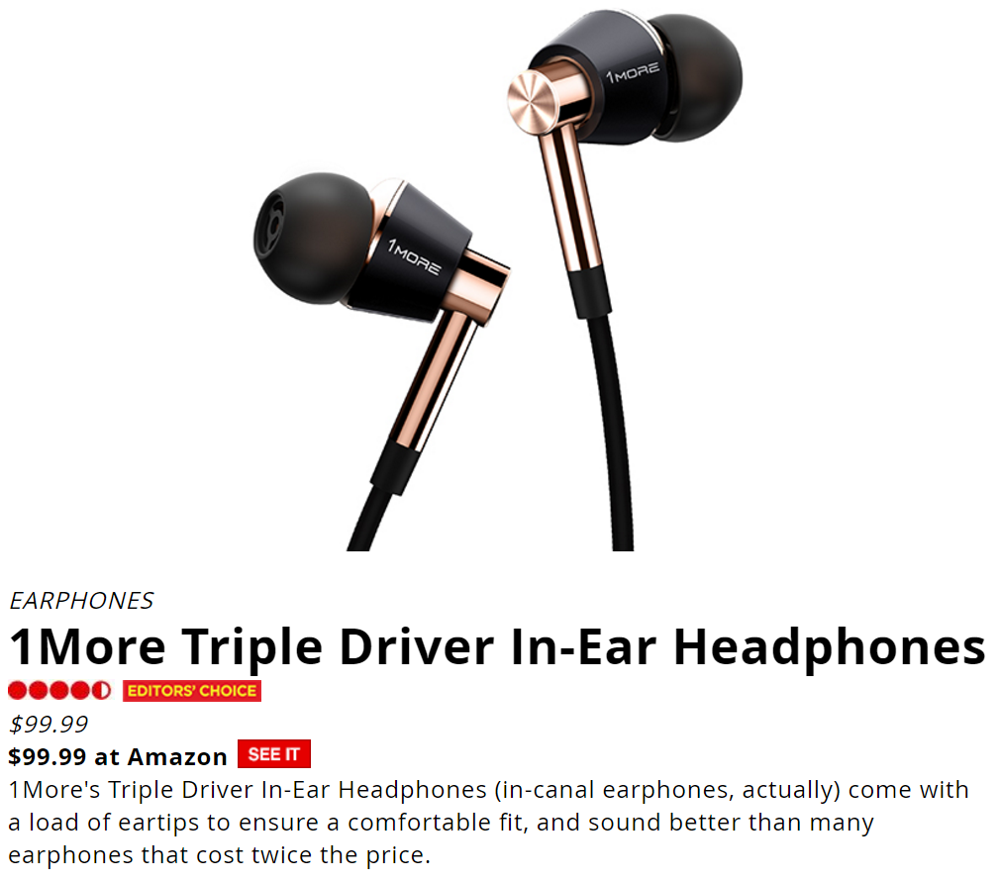 1MORE
1MORE
EARPHONES
1More Triple Driver In-Ear Headphones
EDITORS' CHOICE
$99.99
$99.99 at Amazon SEE IT
1More's Triple Driver In-Ear Headphones (in-canal earphones, actually) come with
a load of eartips to ensure a comfortable fit, and sound better than many
earphones that cost twice the price.